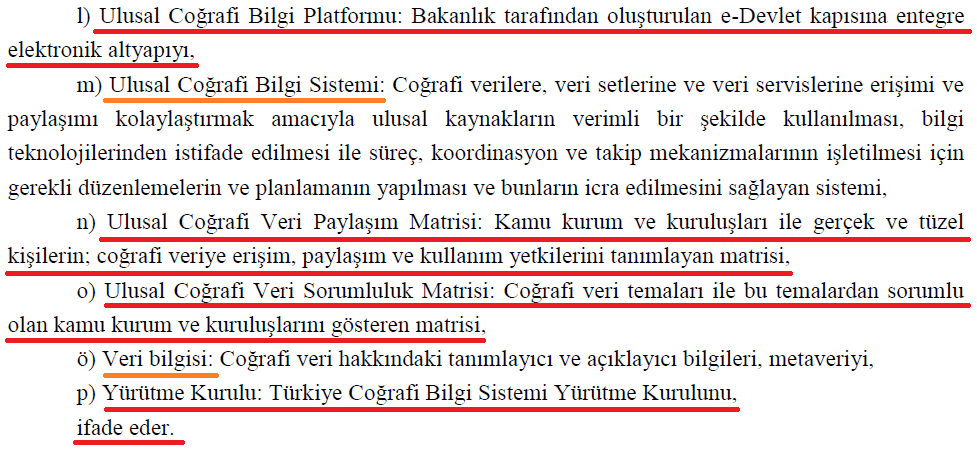 l) Ulusal Coğrafi Bilgi Platformu: Bakanlık tarafından oluşturulan e-Devlet kapısına entegre
elektronik altyapıyı,
m) Ulusal Coğrafi Bilgi Sistemi: Coğrafi verilere, veri setlerine ve veri servislerine erişimi ve
paylaşımı kolaylaştırmak amacıyla ulusal kaynakların verimli bir şekilde kullanılması, bilgi
teknolojilerinden istifade edilmesi ile süreç, koordinasyon ve takip mekanizmalarının işletilmesi için
gerekli düzenlemelerin ve planlamanın yapılması ve bunların icra edilmesini sağlayan sistemi,
n) Ulusal Coğrafi Veri Paylaşım Matrisi: Kamu kurum ve kuruluşları ile gerçek ve tüzel
kişilerin; coğrafi veriye erişim, paylaşım ve kullanım yetkilerini tanımlayan matrisi,
o) Ulusal Coğrafi Veri Sorumluluk Matrisi: Coğrafi veri temaları ile bu temalardan sorumlu
olan kamu kurum ve kuruluşlarını gösteren matrisi,
ö) Veri bilgisi: Coğrafi veri hakkındaki tanımlayıcı ve açıklayıcı bilgileri, metaveriyi,
p) Yürütme Kurulu: Türkiye Coğrafi Bilgi Sistemi Yürütme Kurulunu,
ifade eder.